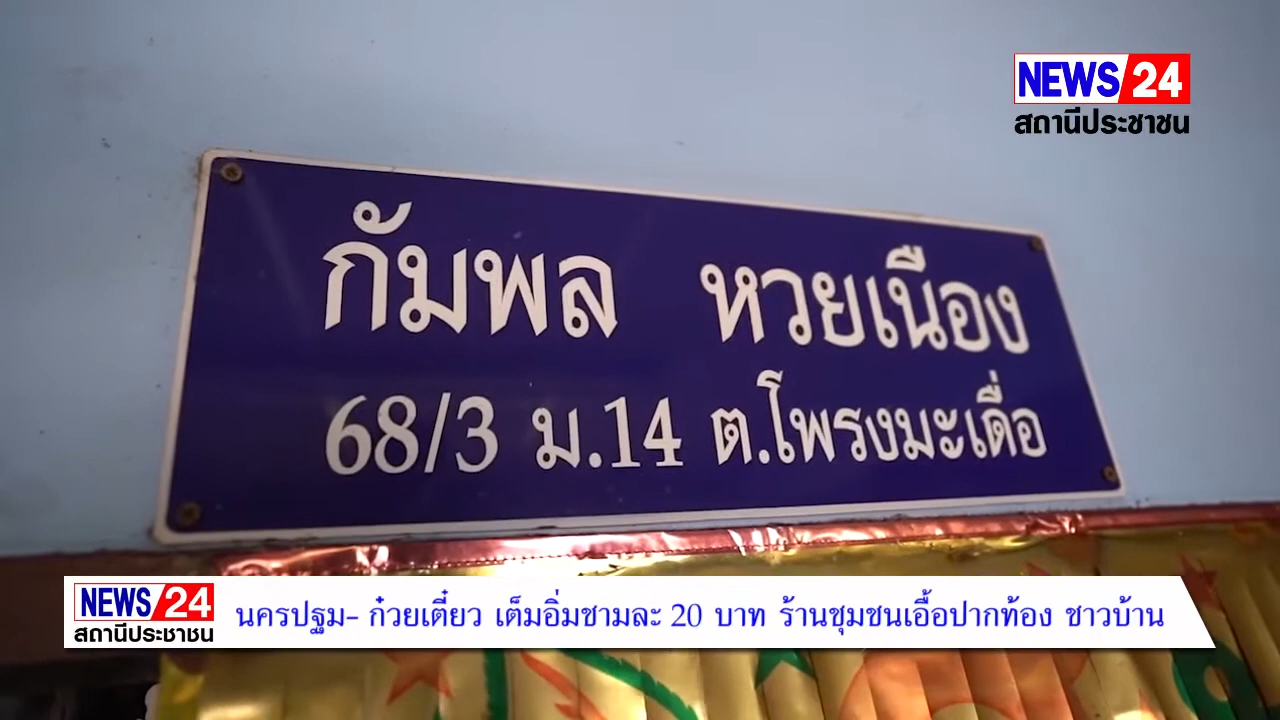 NEWS 24
สถานีประชาชน
กัมพล หวยเนือง
68/3 ม.14 ต.โพรงมะเดื่อ
NEWS 24
สถานีประชาชน
นครปฐม- ก๋วยเตี๋ยว เต็มอิ่มชามละ 20 บาท ร้านชุมชนเอื้อปากท้อง ชาวบ้าน